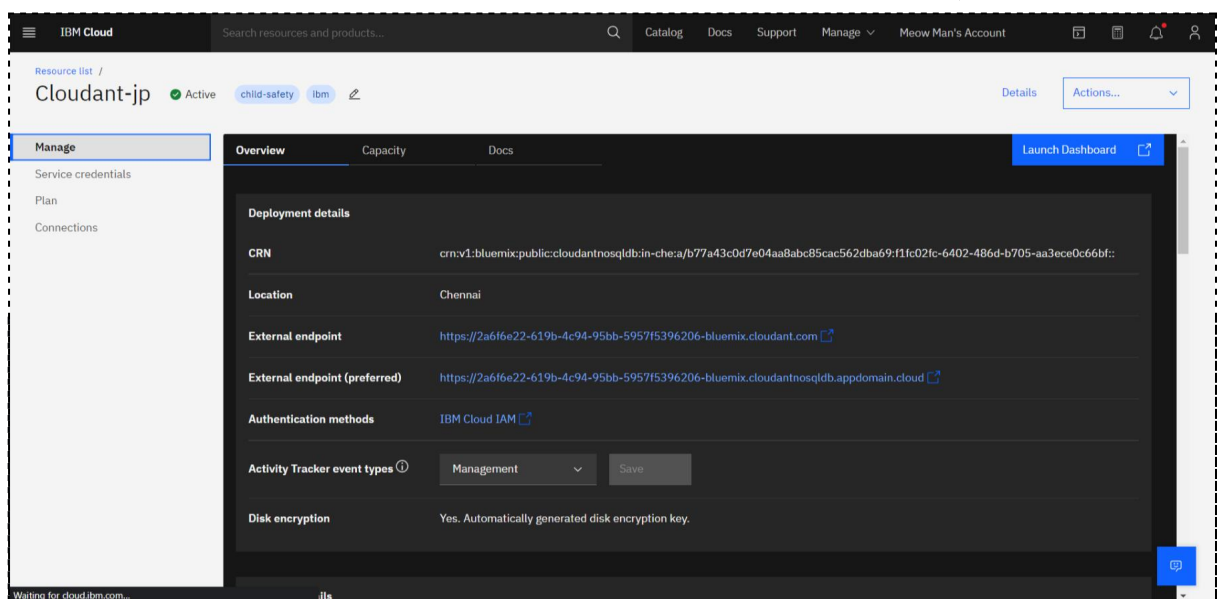 IBM Cloud Search resources and products... Catalog Docs Support Manage Meow Man's Account
Resource list /
Cloudant-jp Active child-safety ibm Details Actions...
Manage
Service credentials
Plan
Connections
Overview Capacity Docs Launch Dashboard
Deployment details
CRN crn:v1:bluemix:public:cloudantnosqldb:in-che:a/b77a43c0d7e04aa8abc85cac562dba69:f1fc02fc-6402-486d-b705-aa3ece0c66bf::
Location Chennai
External endpoint https://2a6f6e22-619b-4c94-95bb-5957f5396206-bluemix.cloudant.com
External endpoint (preferred) https://2a6f6e22-619b-4c94-95bb-5957f5396206-bluemix.cloudantnosqldb.appdomain.cloud
Authentication methods IBM Cloud IAM
Activity Tracker event types Management Save
Disk encryption Yes. Automatically generated disk encryption key.
Waiting for cloud.ibm.com... ils